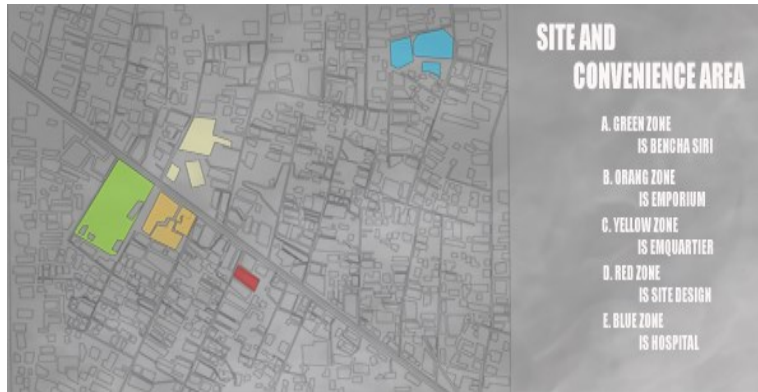 SITE AND
CONVENIENCE AREA
A. GREEN ZONE
IS BENCHA SIRI
B. ORANG ZONE
IS EMPORIUM
C. YELLOW ZONE
IS EMQUARTIER
D. RED ZONE
IS SITE DESIGN
E. BLUE ZONE
IS HOSPITAL